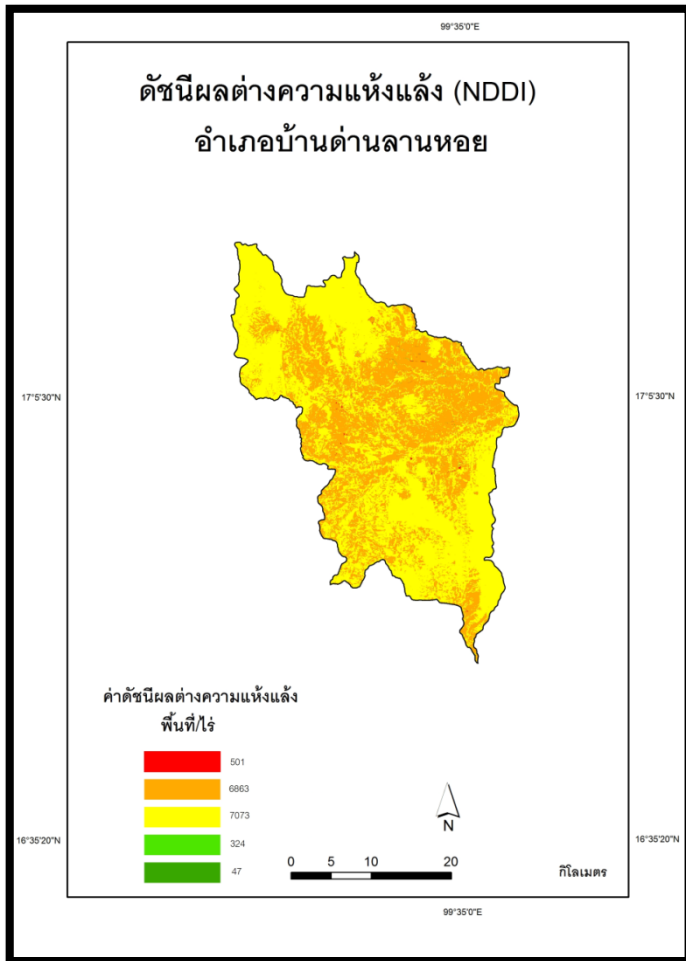 99°35'0"E
ดัชนีผลต่างความแห้งแล้ง (NDDI)
อำเภอบ้านด่านลานหอย
17°5'30"N
17°5'30"N
ค่าดัชนีผลต่างความแห้งแล้ง
พื้นที่/ไร่
501
6863
7073
324
47
N
0 5 10 20
กิโลเมตร
16°35'20"N
16°35'20"N
99°35'0"E